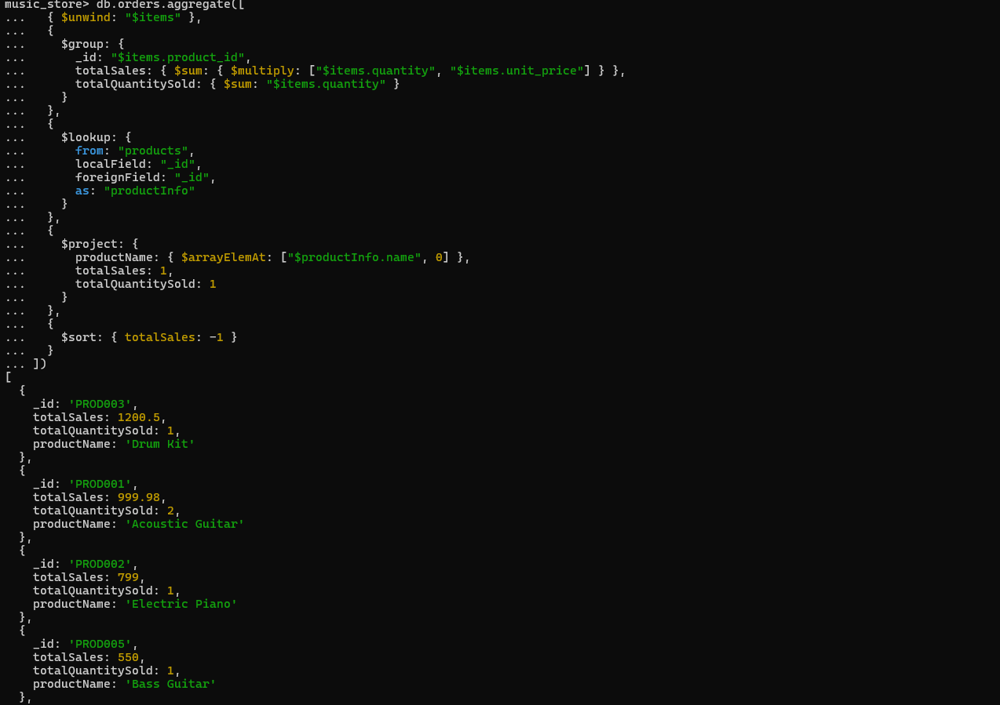 music_store> db.orders.aggregate([
...   { $unwind: "$items" },
...   {
...     $group: {
...       _id: "$items.product_id",
...       totalSales: { $sum: { $multiply: ["$items.quantity", "$items.unit_price"] } },
...       totalQuantitySold: { $sum: "$items.quantity" }
...     }
...   },
...   {
...     $lookup: {
...       from: "products",
...       localField: "_id",
...       foreignField: "_id",
...       as: "productInfo"
...     }
...   },
...   {
...     $project: {
...       productName: { $arrayElemAt: ["$productInfo.name", 0] },
...       totalSales: 1,
...       totalQuantitySold: 1
...     }
...   },
...   {
...     $sort: { totalSales: -1 }
...   }
... ])
[
  {
    _id: 'PROD003',
    totalSales: 1200.5,
    totalQuantitySold: 1,
    productName: 'Drum Kit'
  },
  {
    _id: 'PROD001',
    totalSales: 999.98,
    totalQuantitySold: 2,
    productName: 'Acoustic Guitar'
  },
  {
    _id: 'PROD002',
    totalSales: 799,
    totalQuantitySold: 1,
    productName: 'Electric Piano'
  },
  {
    _id: 'PROD005',
    totalSales: 550,
    totalQuantitySold: 1,
    productName: 'Bass Guitar'
  },